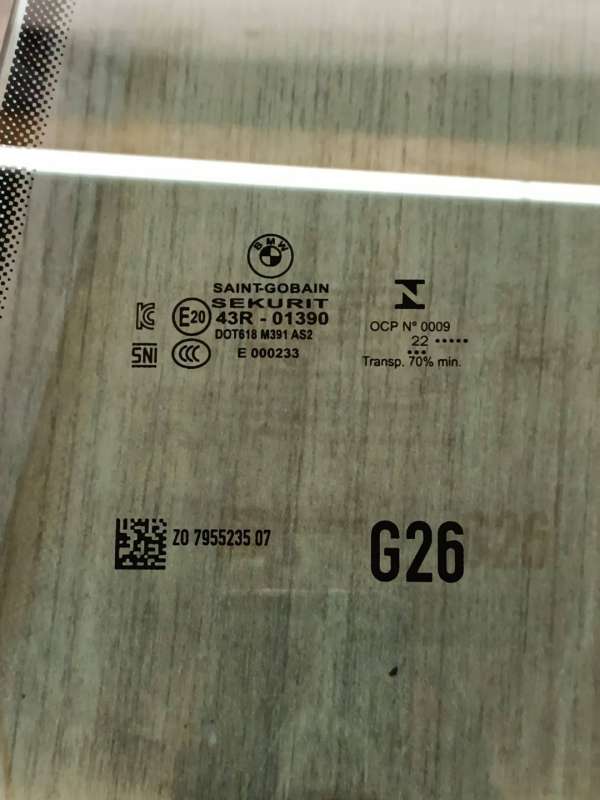 BMW
SAINT-GOBAIN
SEKURIT
E20 43R - 01390
DOT618 M391 AS2
SNI CCC E 000233
OCP N° 0009
22 •••••
•••
Transp. 70% min.
Z0 7955235 07
G26